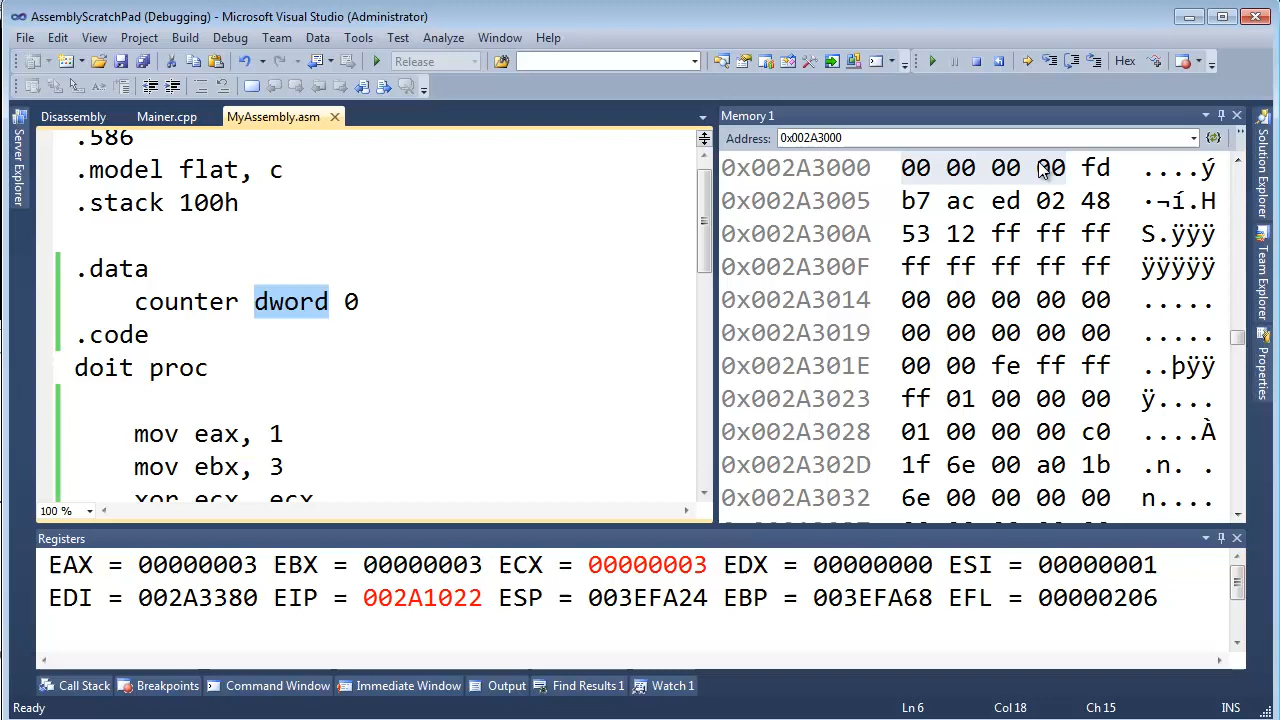 AssemblyScratchPad (Debugging) - Microsoft Visual Studio (Administrator)
File Edit View Project Build Debug Team Data Tools Test Analyze Window Help
Release
Hex
Server Explorer
Disassembly Mainer.cpp MyAssembly.asm
.586
.model flat, c
.stack 100h
.data
counter dword 0
.code
doit proc
mov eax, 1
mov ebx, 3
xor ecx, ecx
100 %
Memory 1
Address: 0x002A3000
0x002A3000 00 00 00 00 fd ....ý
0x002A3005 b7 ac ed 02 48 ·¬í.H
0x002A300A 53 12 ff ff ff S.ÿÿÿ
0x002A300F ff ff ff ff ff ÿÿÿÿÿ
0x002A3014 00 00 00 00 00 .....
0x002A3019 00 00 00 00 00 .....
0x002A301E 00 00 fe ff ff ..þÿÿ
0x002A3023 ff 01 00 00 00 ÿ....
0x002A3028 01 00 00 00 c0 ....À
0x002A302D 1f 6e 00 a0 01 1b .n. .
0x002A3032 6e 00 00 00 00 n....
Solution Explorer
Team Explorer
Properties
Registers
EAX = 00000003 EBX = 00000003 ECX = 00000003 EDX = 00000000 ESI = 00000001
EDI = 002A3380 EIP = 002A1022 ESP = 003EFA24 EBP = 003EFA68 EFL = 00000206
Call Stack Breakpoints Command Window Immediate Window Output Find Results 1 Watch 1
Ready Ln 6 Col 18 Ch 15 INS